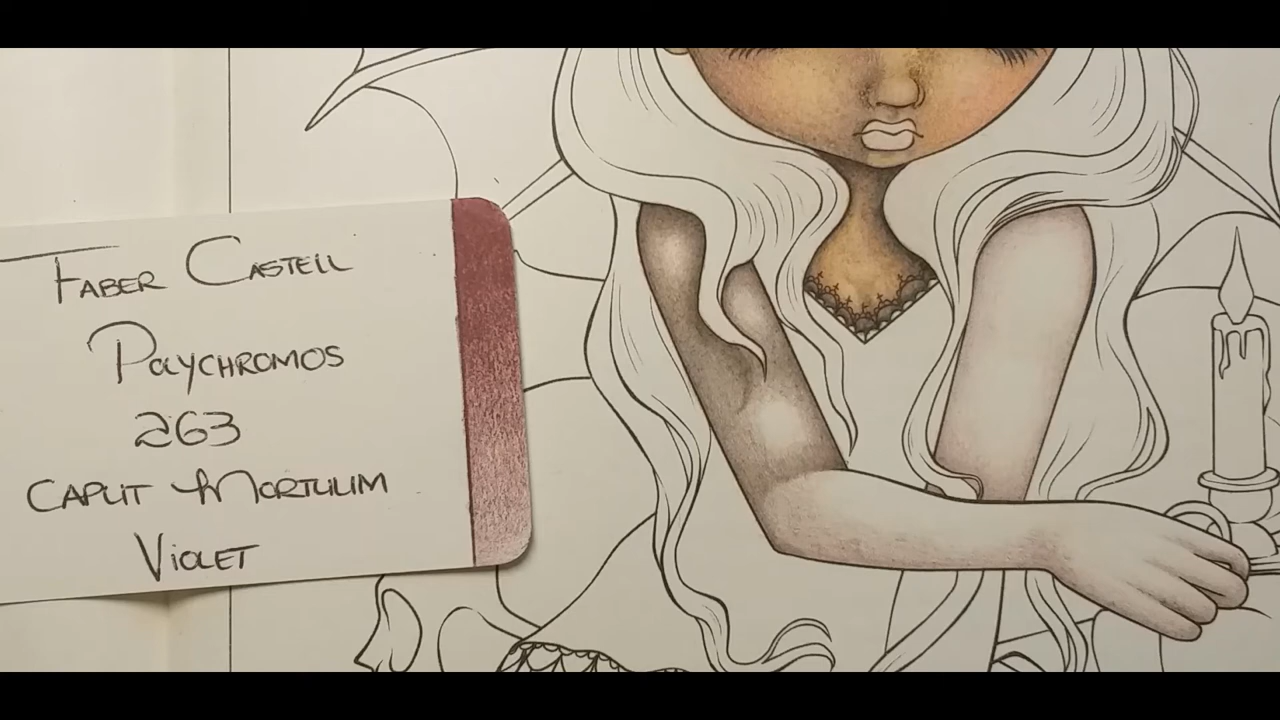 FABER CASTELL
POLYCHROMOS
263
CAPUT MORTUUM
VIOLET